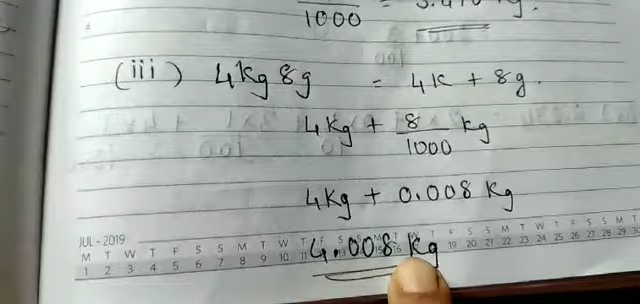 1000 =
(iii) 4kg 8g = 4K + 8g.
4Kg + 8/1000 kg
4Kg + 0.008 Kg
JUL - 2019
M T W T F S S M T W T F S
1 2 3 4 5 6 7 8 9 10 11 19 20 21 22 23 24 25 26 27 28 29 30
4.008 Kg